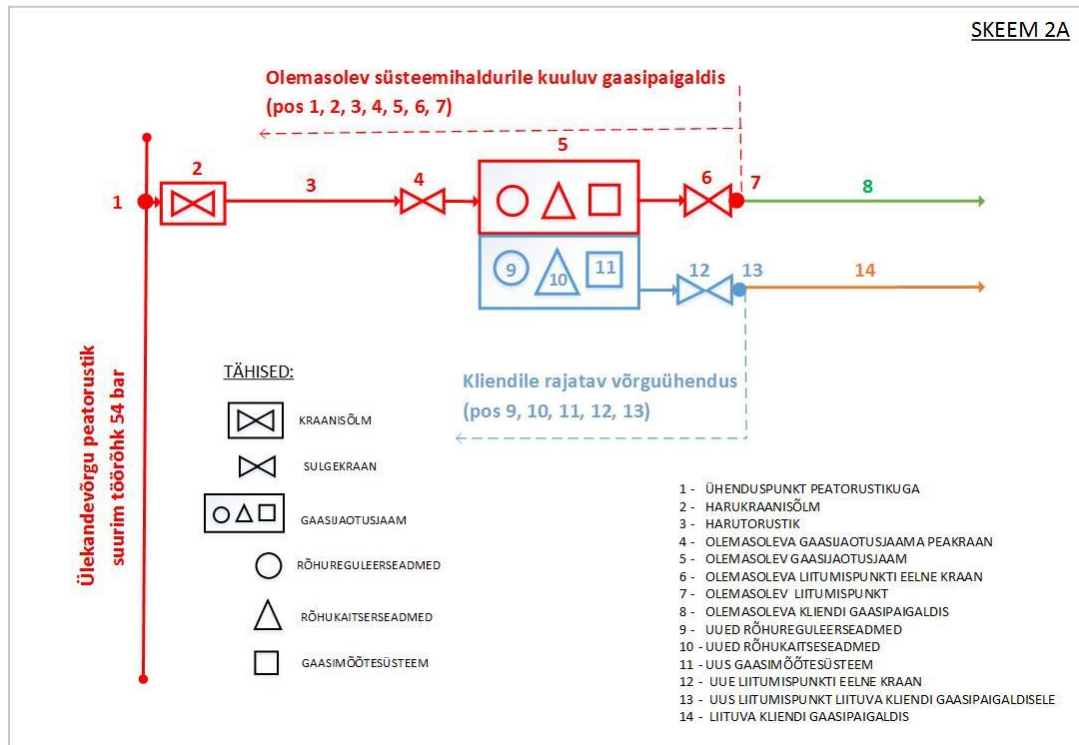 SKEEM 2A
Olemasolev süsteemihaldurile kuuluv gaasipaigaldis
(pos 1, 2, 3, 4, 5, 6, 7)
1
2
3
4
5
6
7
8
9
10
11
12
13
14
Ülekandevõrgu peatorustik
suurim töörõhk 54 bar
Kliendile rajatav võrguühendus
(pos 9, 10, 11, 12, 13)
TÄHISED:
KRAANISÕLM
SULGEKRAAN
GAASIJAOTUSJAAM
RÕHUREGULEERSEADMED
RÕHUKAITSERSEADMED
GAASIMÕÕTESÜSTEEM
1 - ÜHENDUSPUNKT PEATORUSTIKUGA
2 - HARUKRAANISÕLM
3 - HARUTORUSTIK
4 - OLEMASOLEVA GAASIJAOTUSJAAMA PEAKRAAN
5 - OLEMASOLEV GAASIJAOTUSJAAM
6 - OLEMASOLEVA LIITUMISPUNKTI EELNE KRAAN
7 - OLEMASOLEV LIITUMISPUNKT
8 - OLEMASOLEVA KLIENDI GAASIPAIGALDIS
9 - UUED RÕHUREGULEERSEADMED
10 - UUED RÕHUKAITSESEADMED
11 - UUS GAASIMÕÕTESÜSTEEM
12 - UUE LIITUMISPUNKTI EELNE KRAAN
13 - UUS LIITUMISPUNKT LIITUVA KLIENDI GAASIPAIGALDISELE
14 - LIITUVA KLIENDI GAASIPAIGALDIS